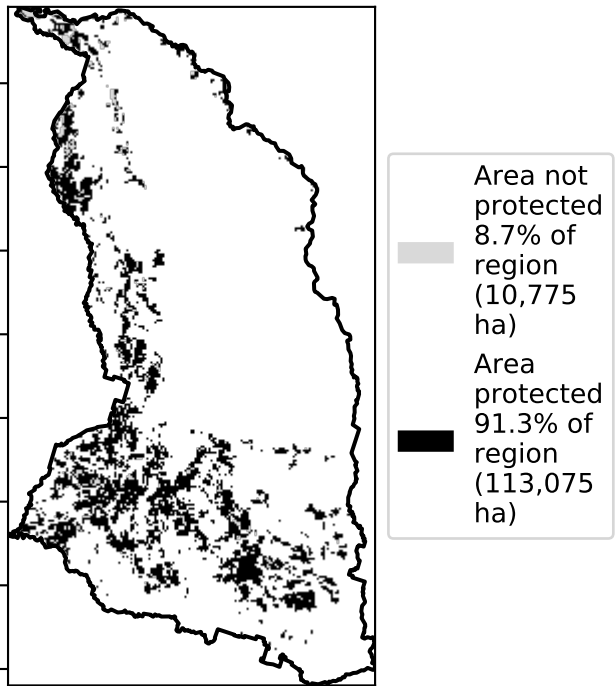 Area not
protected
8.7% of
region
(10,775
ha)
Area
protected
91.3% of
region
(113,075
ha)